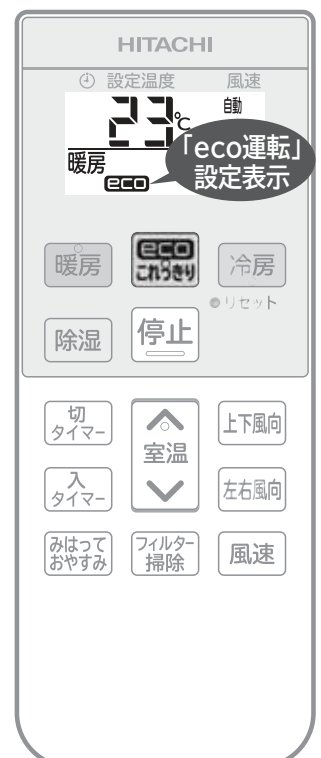 HITACHI
設定温度 風速
23℃ 自動
暖房
eco
「eco運転」
設定表示
暖房
eco
これっきり
冷房
リセット
除湿
停止
切
タイマー
室温
上下風向
入
タイマー
左右風向
みはって
おやすみ
フィルター
掃除
風速